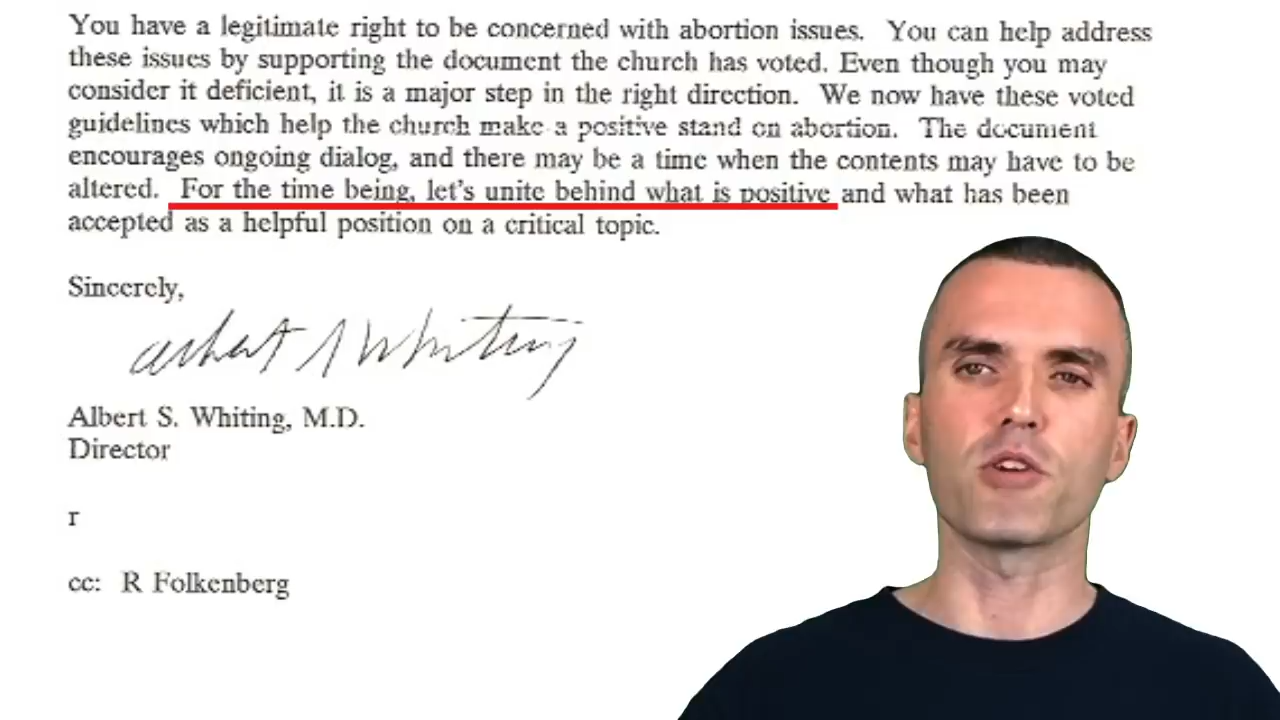 You have a legitimate right to be concerned with abortion issues. You can help address
these issues by supporting the document the church has voted. Even though you may
consider it deficient, it is a major step in the right direction. We now have these voted
guidelines which help the church make a positive stand on abortion. The document
encourages ongoing dialog, and there may be a time when the contents may have to be
altered. For the time being, let's unite behind what is positive and what has been
accepted as a helpful position on a critical topic.
Sincerely,
Albert S Whiting
Albert S. Whiting, M.D.
Director
r
cc: R Folkenberg